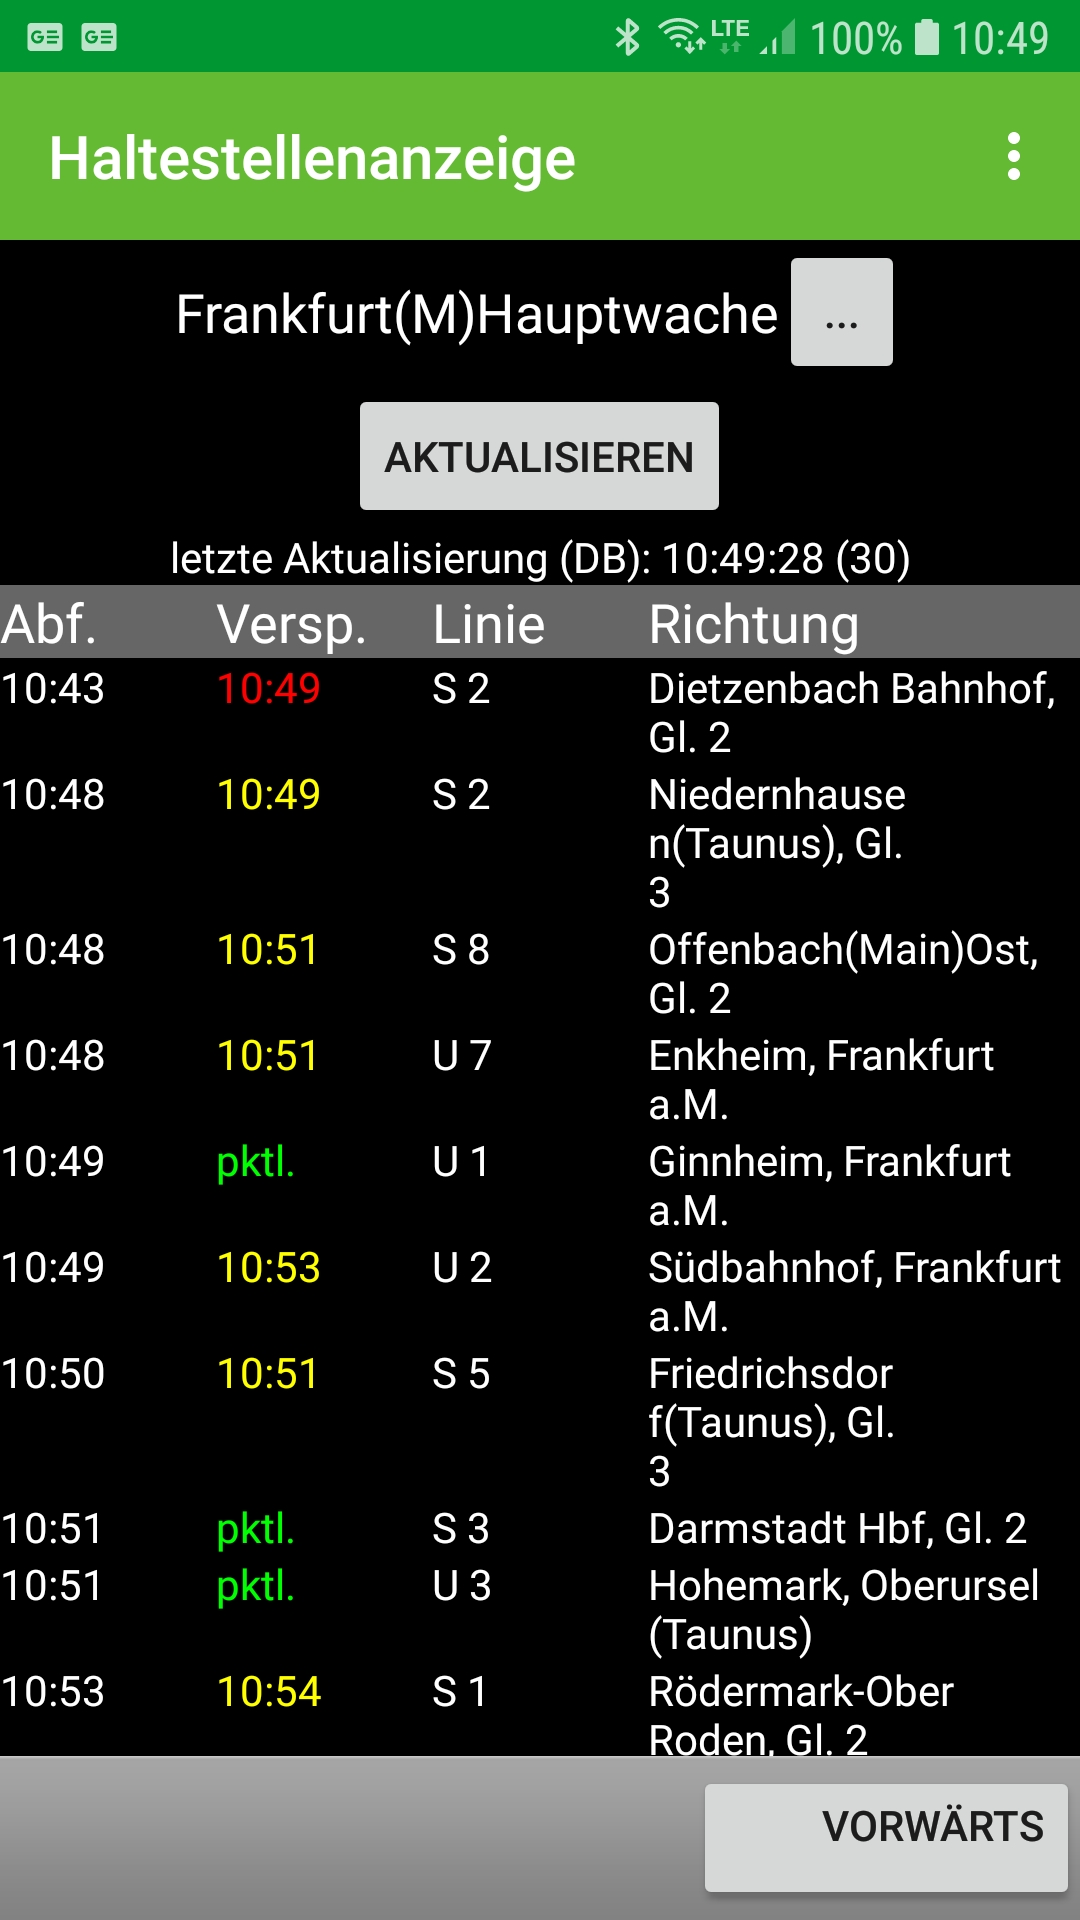 GE GE LTE 100% 10:49
Haltestellenanzeige
Frankfurt(M)Hauptwache ...
AKTUALISIEREN
letzte Aktualisierung (DB): 10:49:28 (30)
Abf. Versp. Linie Richtung
10:43 10:49 S 2 Dietzenbach Bahnhof,
Gl. 2
10:48 10:49 S 2 Niedernhause
n(Taunus), Gl.
3
10:48 10:51 S 8 Offenbach(Main)Ost,
Gl. 2
10:48 10:51 U 7 Enkheim, Frankfurt
a.M.
10:49 pktl. U 1 Ginnheim, Frankfurt
a.M.
10:49 10:53 U 2 Südbahnhof, Frankfurt
a.M.
10:50 10:51 S 5 Friedrichsdor
f(Taunus), Gl.
3
10:51 pktl. S 3 Darmstadt Hbf, Gl. 2
10:51 pktl. U 3 Hohemark, Oberursel
(Taunus)
10:53 10:54 S 1 Rödermark-Ober
Roden, Gl. 2
VORWÄRTS